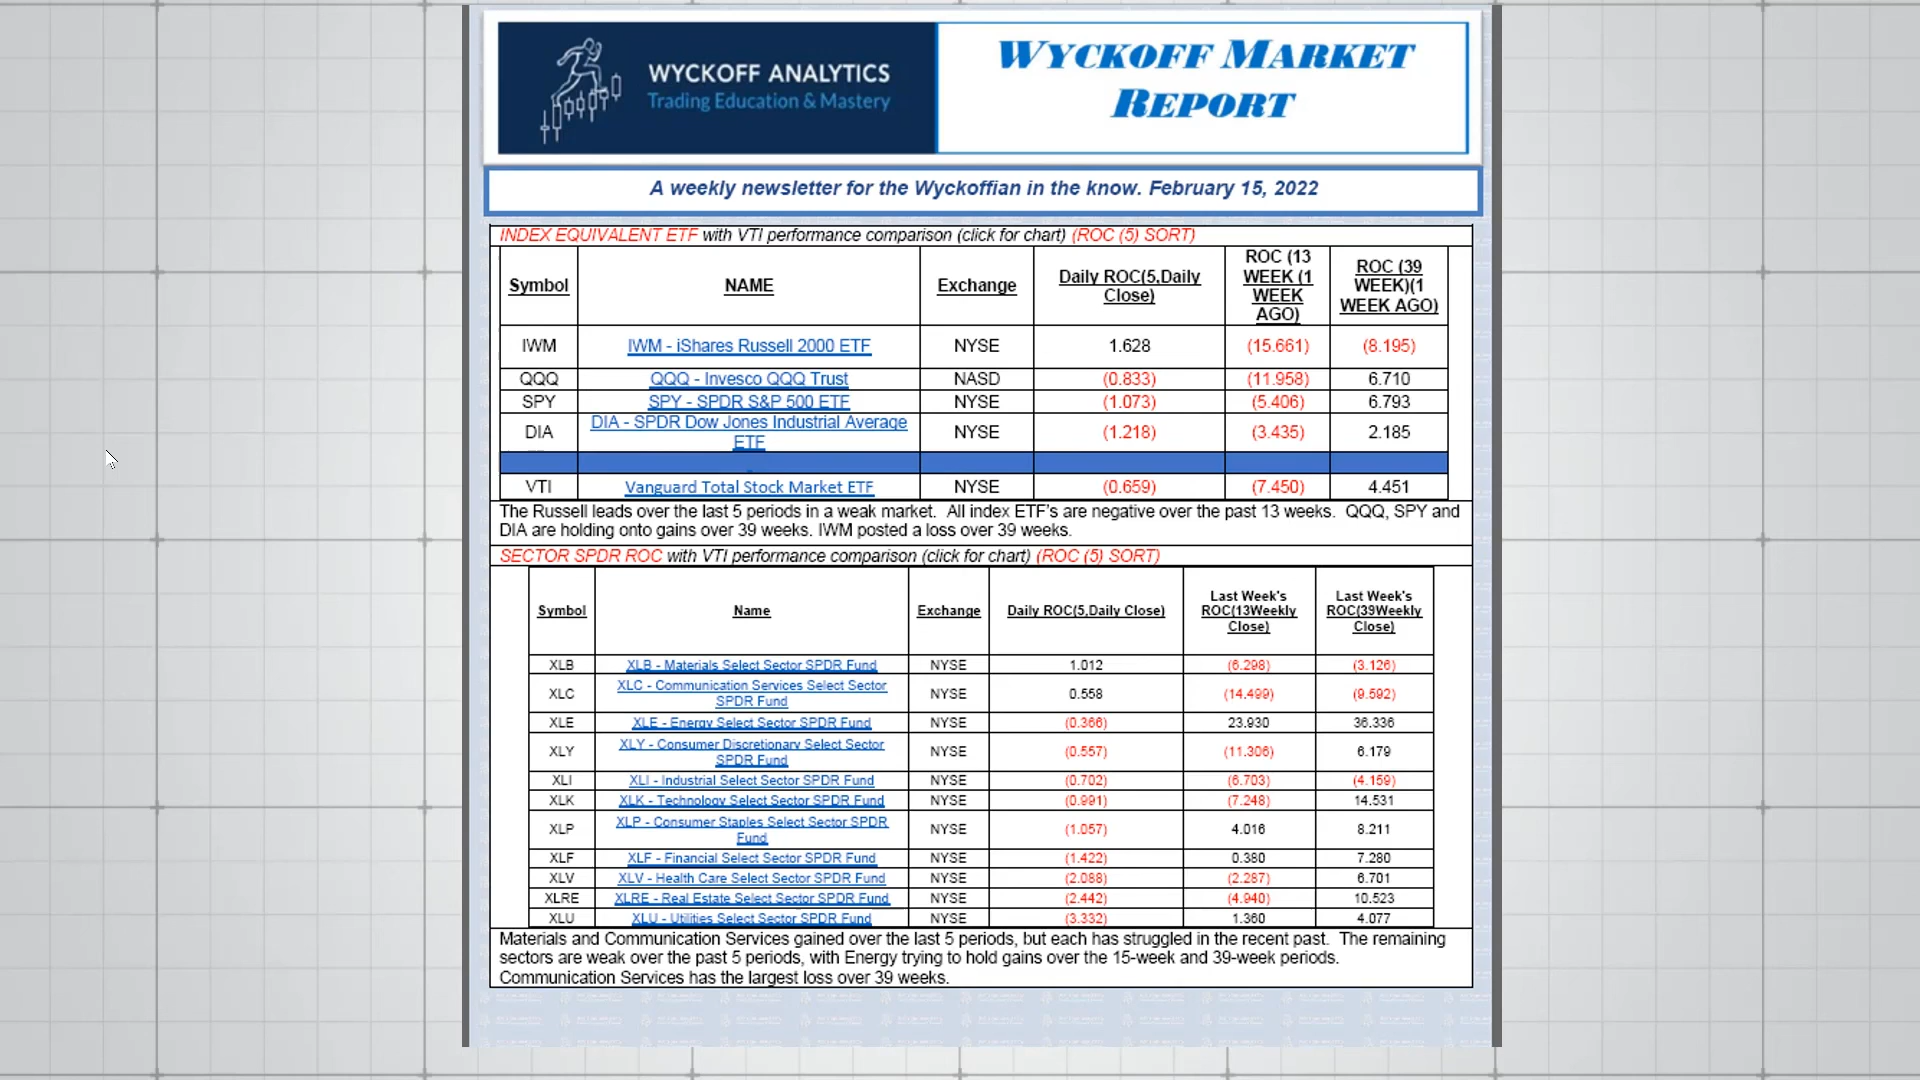 WYCKOFF ANALYTICS
Trading Education & Mastery
WYCKOFF MARKET
REPORT
A weekly newsletter for the Wyckoffian in the know. February 15, 2022
INDEX EQUIVALENT ETF with VTI performance comparison (click for chart) (ROC (5) SORT)
Symbol NAME Exchange Daily ROC(5,Daily Close) ROC (13 WEEK (1 WEEK AGO) ROC (39 WEEK)(1 WEEK AGO)
IWM IWM - iShares Russell 2000 ETF NYSE 1.628 (15.661) (8.195)
QQQ QQQ - Invesco QQQ Trust NASD (0.833) (11.958) 6.710
SPY SPY - SPDR S&P 500 ETF NYSE (1.073) (5.406) 6.793
DIA DIA - SPDR Dow Jones Industrial Average ETF NYSE (1.218) (3.435) 2.185
VTI Vanguard Total Stock Market ETF NYSE (0.659) (7.450) 4.451
The Russell leads over the last 5 periods in a weak market. All index ETF's are negative over the past 13 weeks. QQQ, SPY and
DIA are holding onto gains over 39 weeks. IWM posted a loss over 39 weeks.
SECTOR SPDR ROC with VTI performance comparison (click for chart) (ROC (5) SORT)
Symbol Name Exchange Daily ROC(5,Daily Close) Last Week's ROC(13Weekly Close) Last Week's ROC(39Weekly Close)
XLB XLB - Materials Select Sector SPDR Fund NYSE 1.012 (6.298) (3.126)
XLC XLC - Communication Services Select Sector SPDR Fund NYSE 0.558 (14.499) (9.592)
XLE XLE - Energy Select Sector SPDR Fund NYSE (0.366) 23.930 36.336
XLY XLY - Consumer Discretionary Select Sector SPDR Fund NYSE (0.557) (11.306) 6.179
XLI XLI - Industrial Select Sector SPDR Fund NYSE (0.702) (6.703) (4.159)
XLK XLK - Technology Select Sector SPDR Fund NYSE (0.991) (7.248) 14.531
XLP XLP - Consumer Staples Select Sector SPDR Fund NYSE (1.057) 4.016 8.211
XLF XLF - Financial Select Sector SPDR Fund NYSE (1.422) 0.380 7.280
XLV XLV - Health Care Select Sector SPDR Fund NYSE (2.088) (2.287) 6.701
XLRE XLRE - Real Estate Select Sector SPDR Fund NYSE (2.442) (4.940) 10.523
XLU XLU - Utilities Select Sector SPDR Fund NYSE (3.332) 1.360 4.077
Materials and Communication Services gained over the last 5 periods, but each has struggled in the recent past. The remaining
sectors are weak over the past 5 periods, with Energy trying to hold gains over the 15-week and 39-week periods.
Communication Services has the largest loss over 39 weeks.